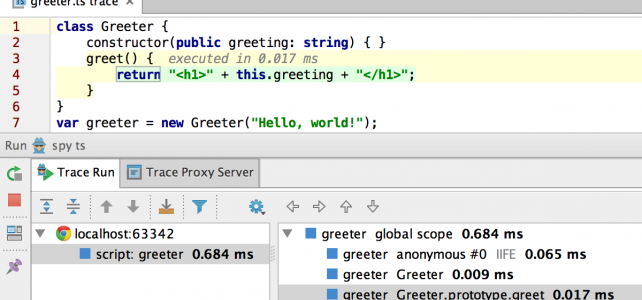 greeter.ts trace ×
1 class Greeter {
2 constructor(public greeting: string) { }
3 greet() { executed in 0.017 ms
4 return "<h1>" + this.greeting + "</h1>";
5 }
6 }
7 var greeter = new Greeter("Hello, world!");
Run spy ts
Trace Run Trace Proxy Server
localhost:63342
script: greeter 0.684 ms
greeter global scope 0.684 ms
greeter anonymous #0 IIFE 0.065 ms
greeter Greeter 0.009 ms
greeter Greeter.prototype.greet 0.017 ms